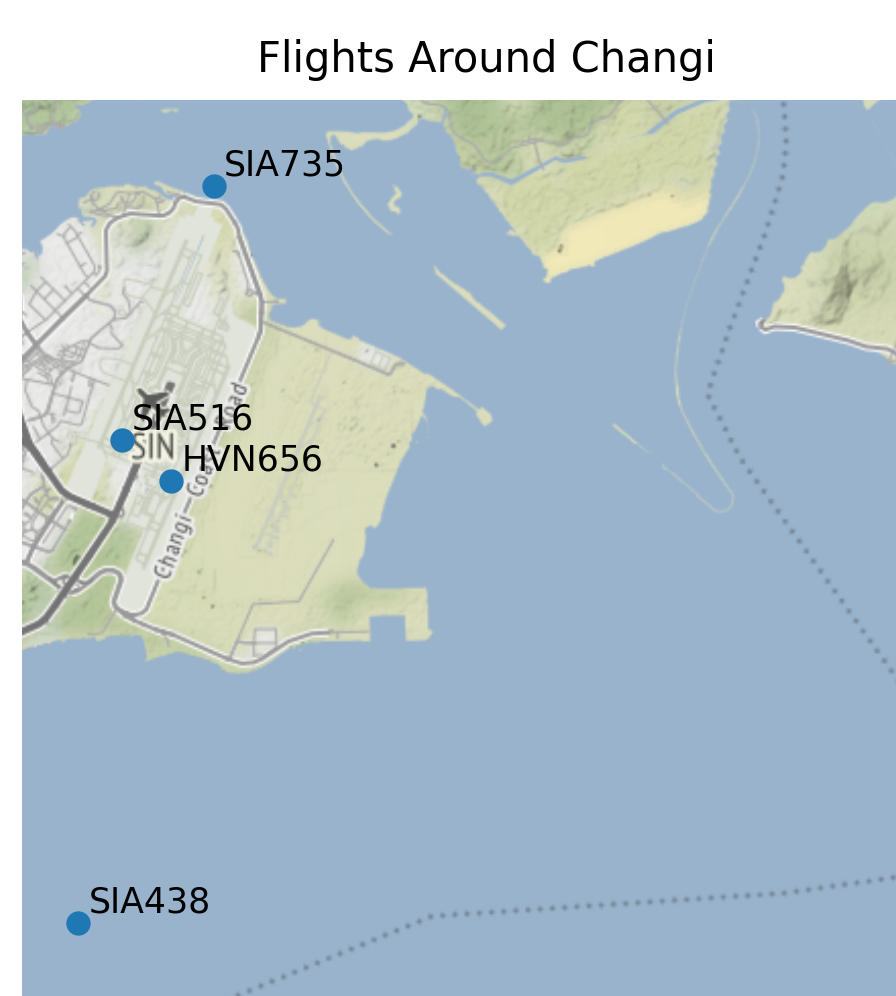 Flights Around Changi
SIA735
SIA516
SIN
HVN656
Changi Coast Road
SIA438